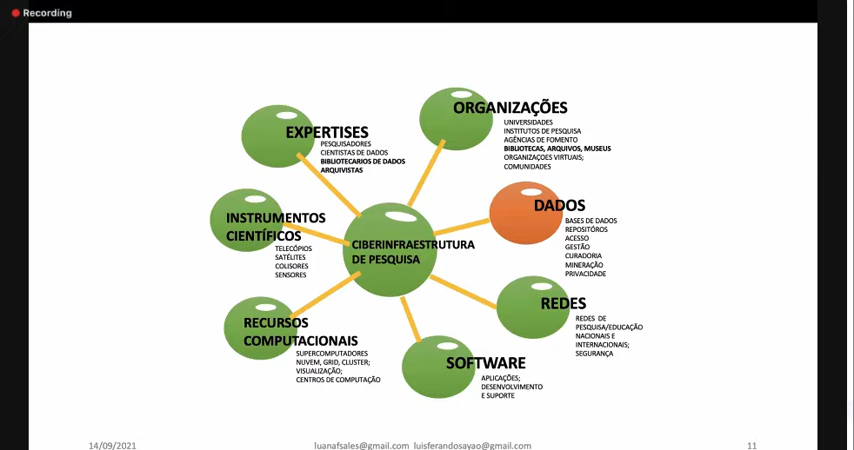 Recording
EXPERTISES
PESQUISADORES
CIENTISTAS DE DADOS
BIBLIOTECARIOS DE DADOS
ARQUIVISTAS
ORGANIZAÇÕES
UNIVERSIDADES
INSTITUTOS DE PESQUISA
AGÊNCIAS DE FOMENTO
BIBLIOTECAS, ARQUIVOS, MUSEUS
ORGANIZAÇOES VIRTUAIS;
COMUNIDADES
INSTRUMENTOS
CIENTÍFICOS
TELECÓPIOS
SATÉLITES
COLISORES
SENSORES
CIBERINFRAESTRUTURA
DE PESQUISA
DADOS
BASES DE DADOS
REPOSITÓROS
ACESSO
GESTÃO
CURADORIA
MINERAÇÃO
PRIVACIDADE
RECURSOS
COMPUTACIONAIS
SUPERCOMPUTADORES
NUVEM, GRID, CLUSTER;
VISUALIZAÇÃO;
CENTROS DE COMPUTAÇÃO
SOFTWARE
APLICAÇÕES;
DESENVOLVIMENTO
E SUPORTE
REDES
REDES DE
PESQUISA/EDUCAÇÃO
NACIONAIS E
INTERNACIONAIS;
SEGURANÇA
14/09/2021
luanafsales@gmail.com luisferandosayao@gmail.com
11